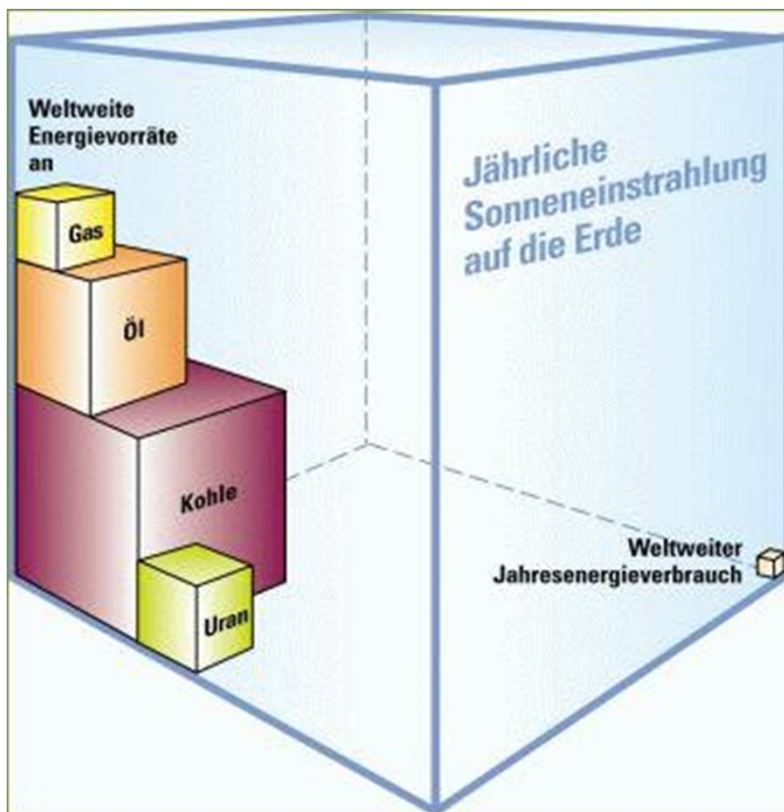 Weltweite
Energievorräte
an
Gas
Öl
Kohle
Uran
Jährliche
Sonneneinstrahlung
auf die Erde
Weltweiter
Jahresenergieverbrauch